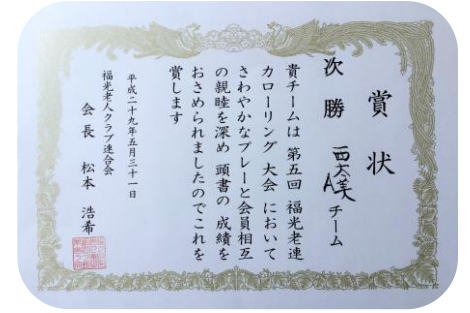 賞状
次勝 西太美A チーム
貴チームは 第五回 福光老連
カローリング 大会 において
さわやかなプレーと会員相互
の親睦を深め 頭書の 成績を
おさめられましたのでこれを
賞します
平成二十九年五月三十一日
福光老人クラブ連合会
会長 松本 浩希